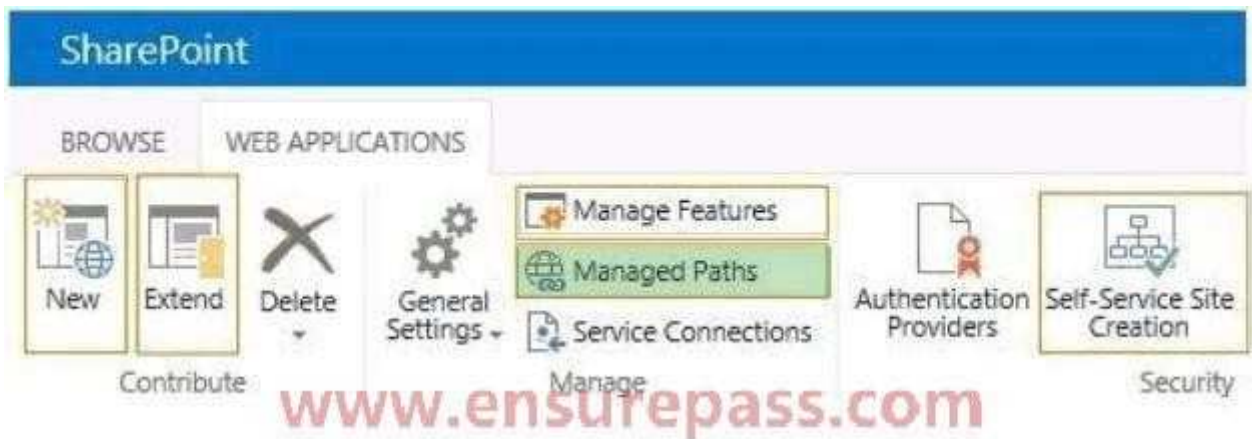 SharePoint
BROWSE WEB APPLICATIONS
New Extend Delete General Settings Manage Features
Managed Paths
Service Connections
Authentication Providers Self-Service Site Creation
Contribute Manage Security
www.ensurepass.com